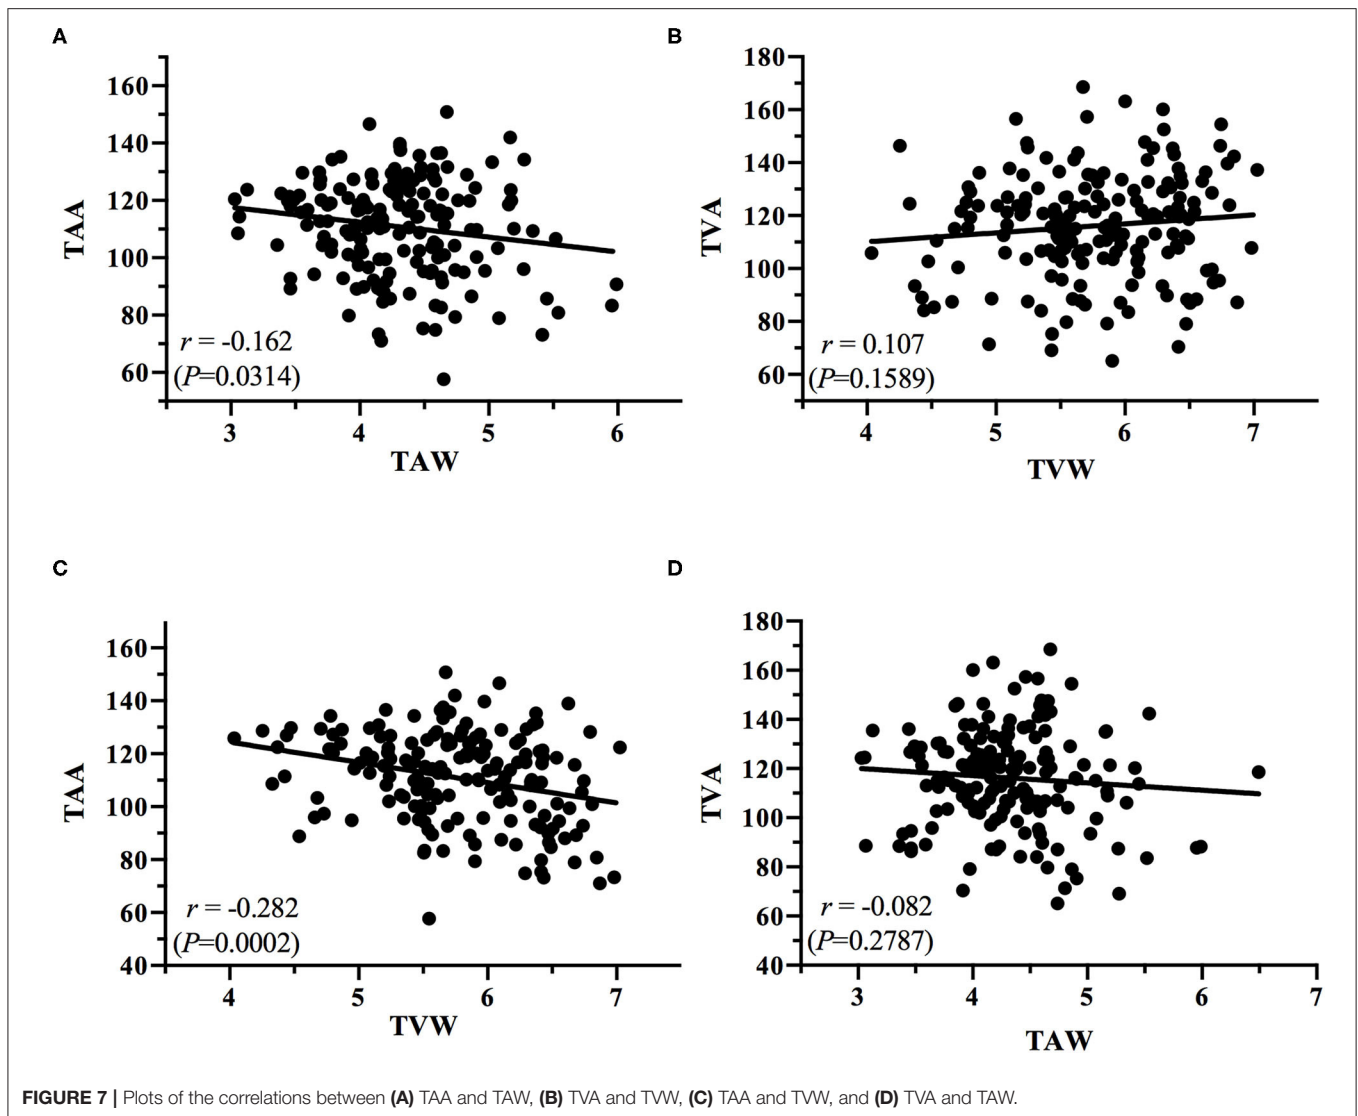 A
160
140
120
100
80
60
TAA
r = -0.162
(P=0.0314)
3 4 5 6
TAW
B
180
160
140
120
100
80
60
TVA
r = 0.107
(P=0.1589)
4 5 6 7
TVW
C
160
140
120
100
80
60
40
TAA
r = -0.282
(P=0.0002)
4 5 6 7
TVW
D
180
160
140
120
100
80
60
40
TVA
r = -0.082
(P=0.2787)
3 4 5 6 7
TAW
FIGURE 7 | Plots of the correlations between (A) TAA and TAW, (B) TVA and TVW, (C) TAA and TVW, and (D) TVA and TAW.